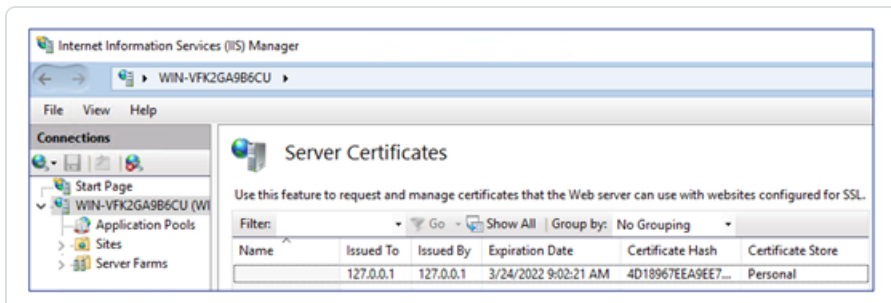 Internet Information Services (IIS) Manager
WIN-VFK2GA9B6CU
File View Help
Connections
Start Page
WIN-VFK2GA9B6CU (WI
Application Pools
Sites
Server Farms
Server Certificates
Use this feature to request and manage certificates that the Web server can use with websites configured for SSL.
Filter: Go Show All Group by: No Grouping
Name Issued To Issued By Expiration Date Certificate Hash Certificate Store
127.0.0.1 127.0.0.1 3/24/2022 9:02:21 AM 4D18967EEA9EE7... Personal